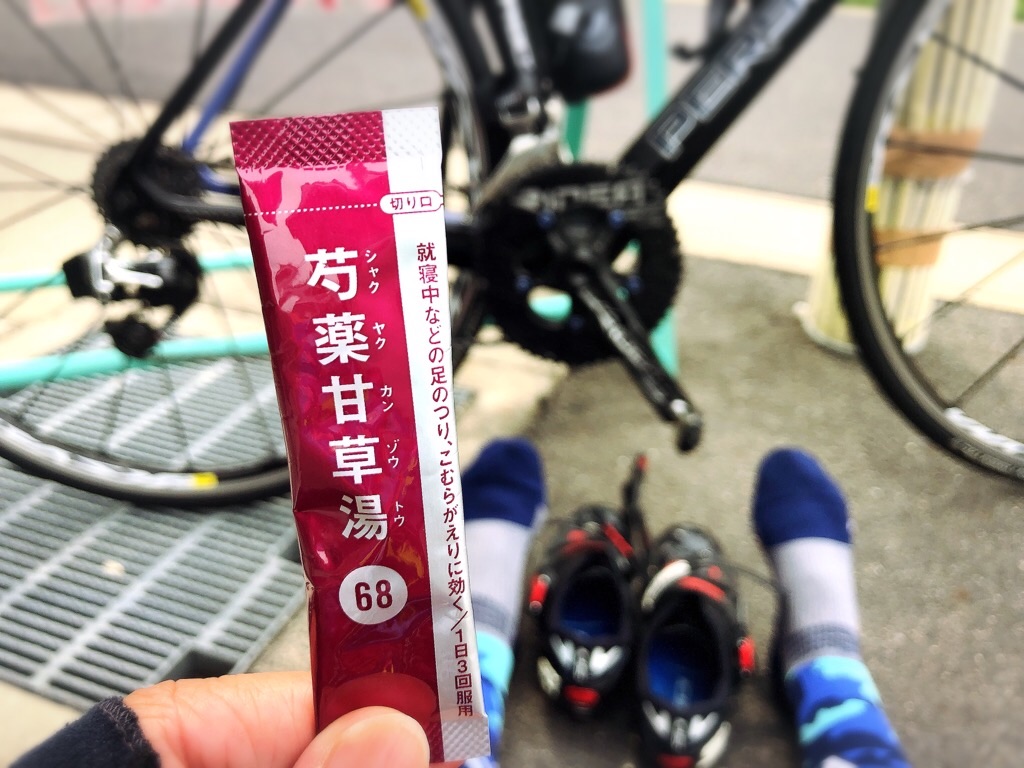 切り口
芍薬甘草湯
シャク ヤク カン ゾウ トウ
68
就寝中などの足のつり、こむらがえりに効く/1日3回服用